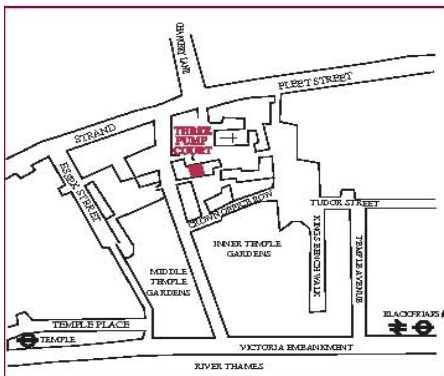 CHANCERY LANE
FLEET STREET
STRAND
THREE
PUMP
COURT
ESSEX STREET
CROWN OFFICE ROW
TUDOR STREET
INNER TEMPLE
GARDENS
KINGS BENCH WALK
TEMPLE AVENUE
MIDDLE
TEMPLE
GARDENS
BLACKFRIARS
TEMPLE PLACE
TEMPLE
VICTORIA EMBANKMENT
RIVER THAMES